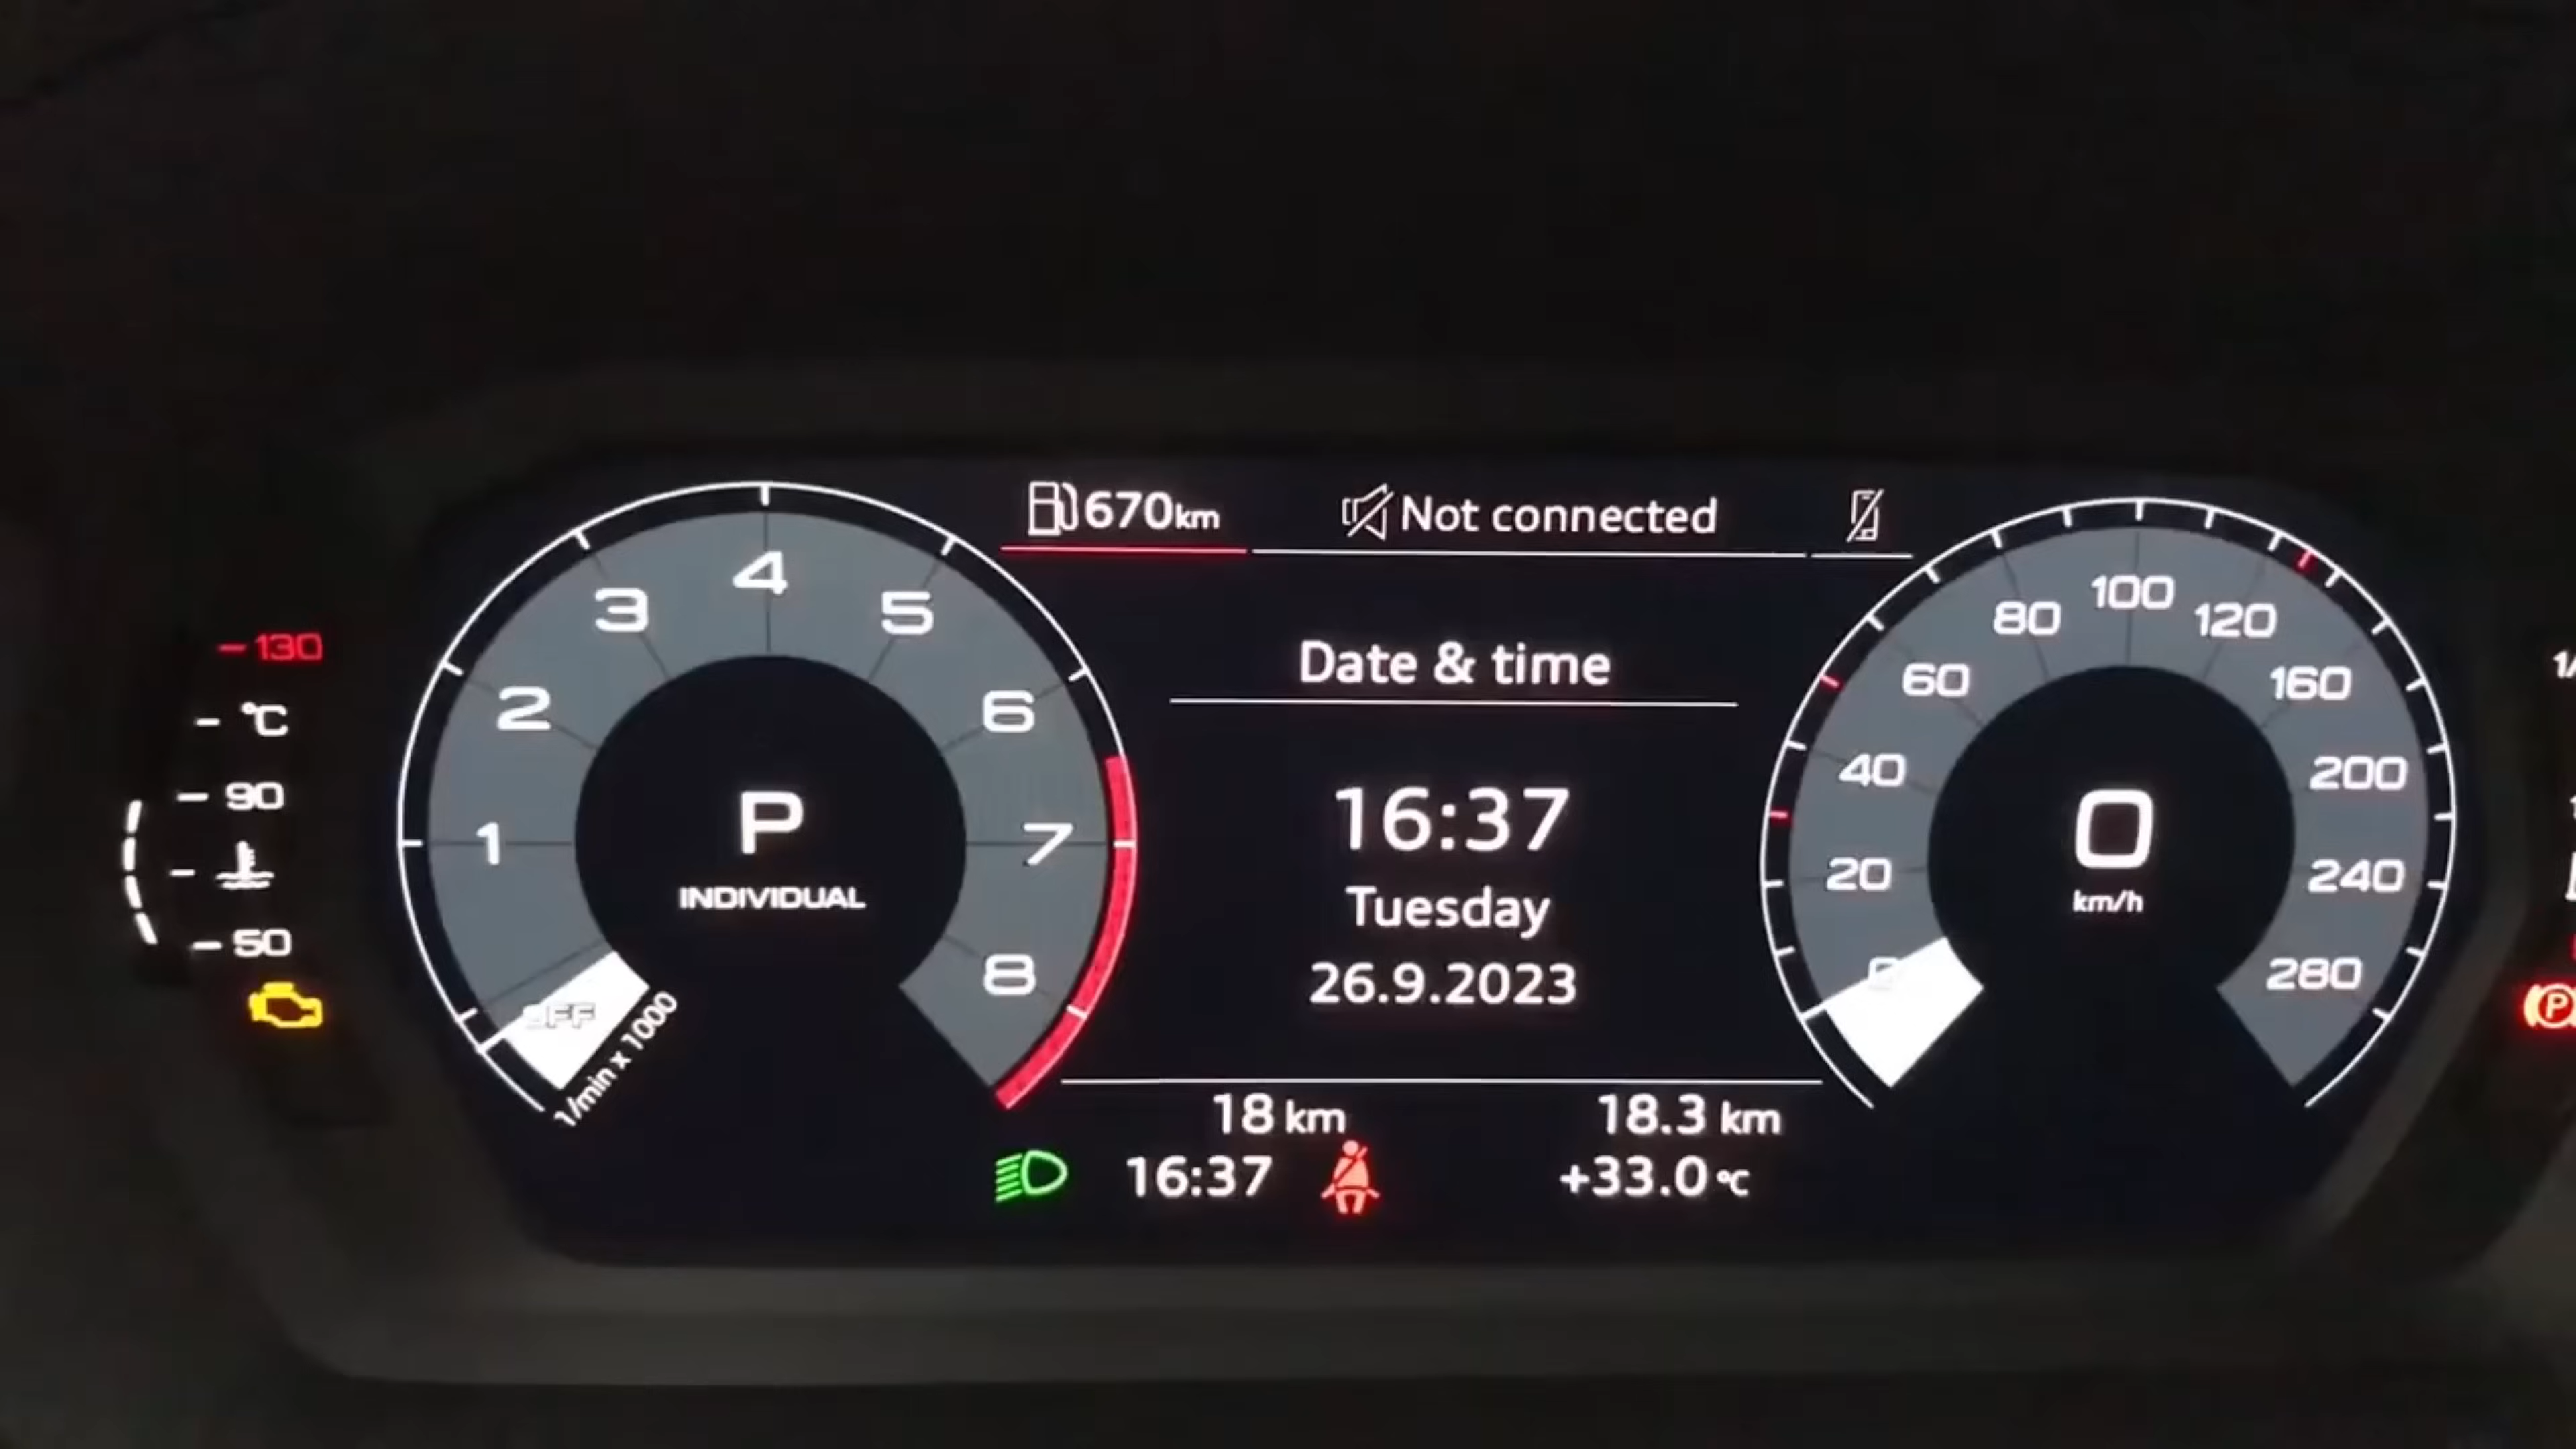 670km
Not connected
Date & time
16:37
Tuesday
26.9.2023
18 km
18.3 km
16:37
+33.0 °C
130
°C
90
50
1
2
3
4
5
6
7
8
OFF
1/min x 1000
P
INDIVIDUAL
0
20
40
60
80
100
120
160
200
240
280
0
km/h
P